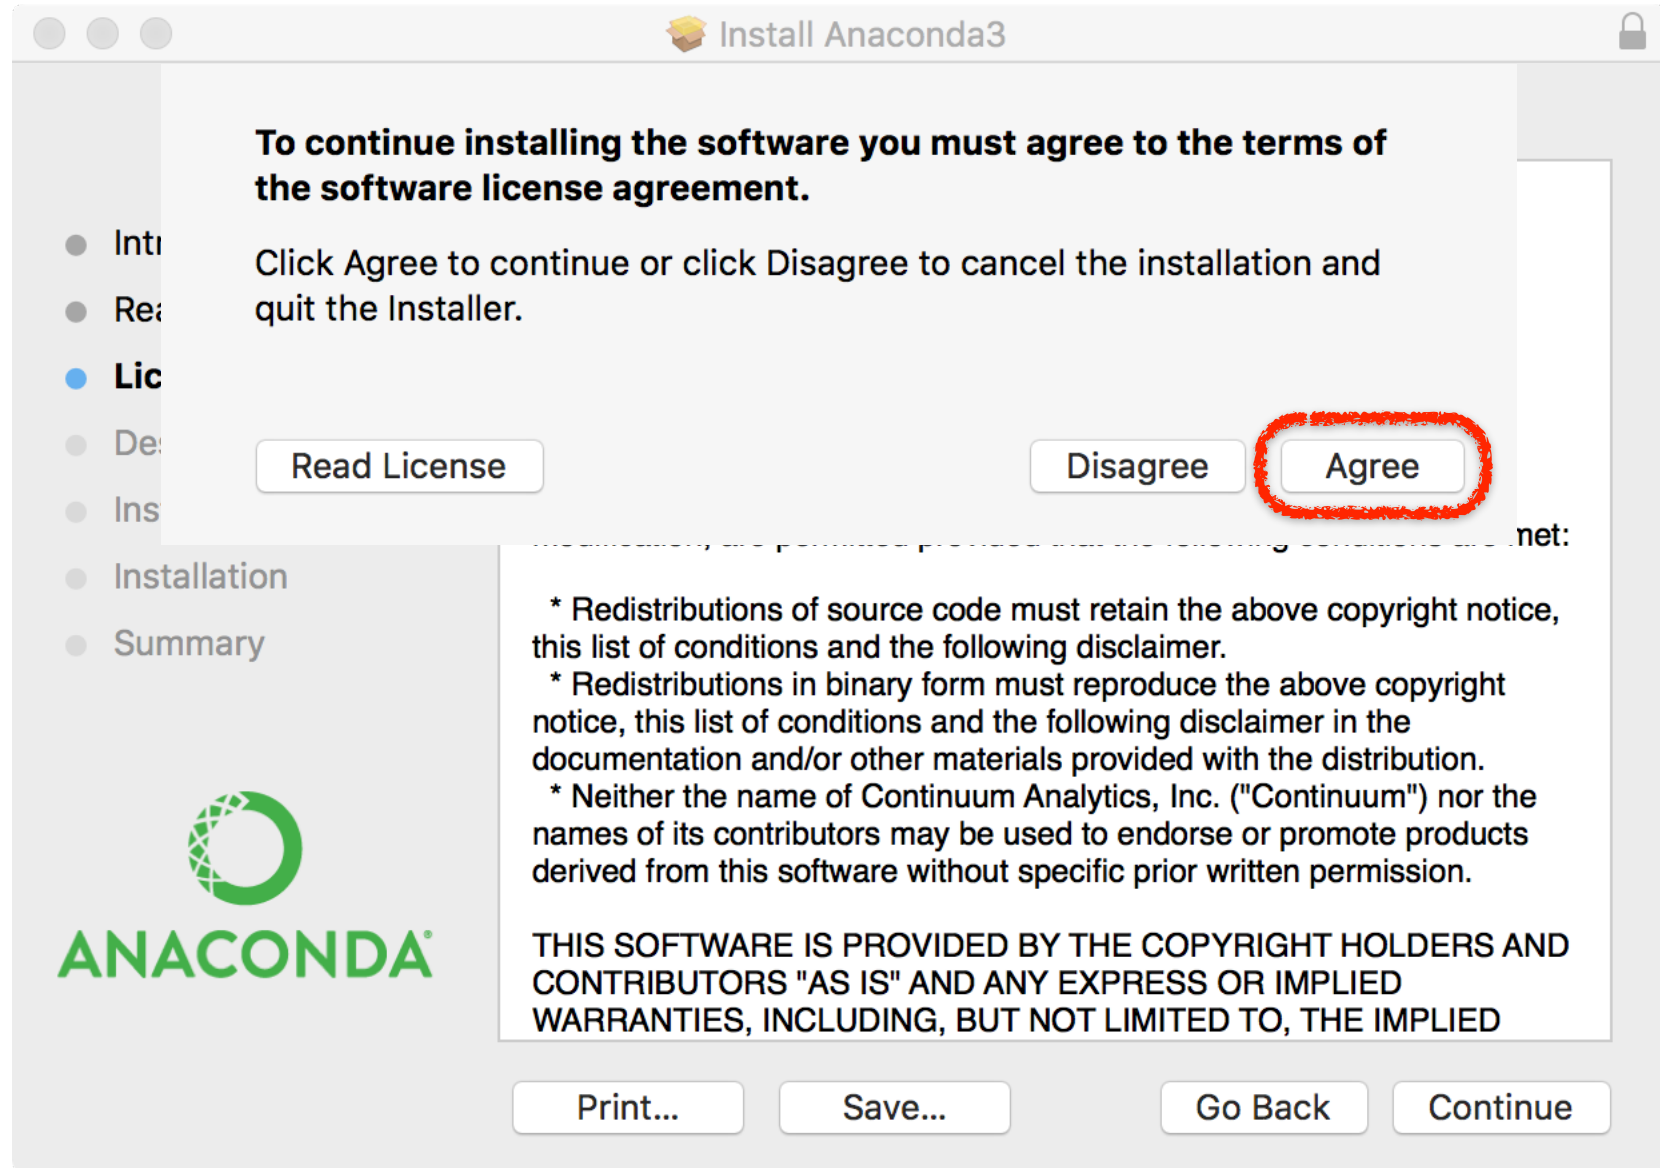 Install Anaconda3
To continue installing the software you must agree to the terms of
the software license agreement.
Click Agree to continue or click Disagree to cancel the installation and
quit the Installer.
Read License
Disagree
Agree
Lic
Installation
Summary
ANACONDA®
met:
* Redistributions of source code must retain the above copyright notice,
this list of conditions and the following disclaimer.
* Redistributions in binary form must reproduce the above copyright
notice, this list of conditions and the following disclaimer in the
documentation and/or other materials provided with the distribution.
* Neither the name of Continuum Analytics, Inc. ("Continuum") nor the
names of its contributors may be used to endorse or promote products
derived from this software without specific prior written permission.
THIS SOFTWARE IS PROVIDED BY THE COPYRIGHT HOLDERS AND
CONTRIBUTORS "AS IS" AND ANY EXPRESS OR IMPLIED
WARRANTIES, INCLUDING, BUT NOT LIMITED TO, THE IMPLIED
Print...
Save...
Go Back
Continue